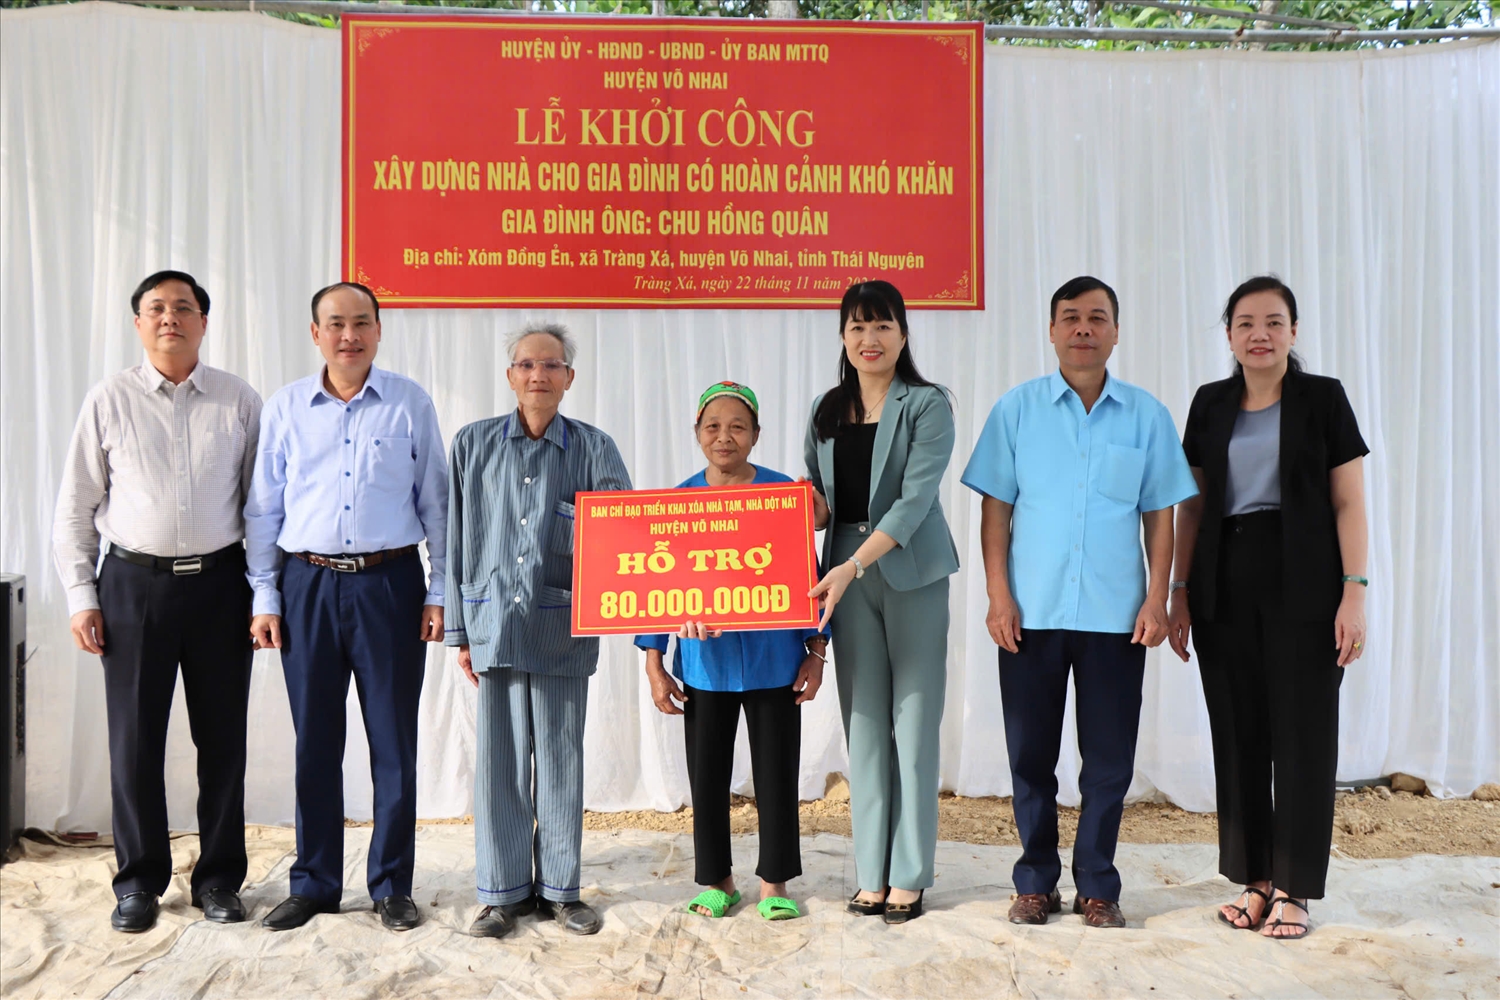 HUYỆN ỦY - HĐND - UBND - ỦY BAN MTTQ
HUYỆN VÕ NHAI
LỄ KHỞI CÔNG
XÂY DỰNG NHÀ CHO GIA ĐÌNH CÓ HOÀN CẢNH KHÓ KHĂN
GIA ĐÌNH ÔNG: CHU HỒNG QUÂN
Địa chỉ: Xóm Đồng Ẻn, xã Tràng Xá, huyện Võ Nhai, tỉnh Thái Nguyên
Tràng Xá, ngày 22 tháng 11 năm
BAN CHỈ ĐẠO TRIỂN KHAI XÓA NHÀ TẠM, NHÀ DỘT NÁT
HUYỆN VÕ NHAI
HỖ TRỢ
80.000.000Đ